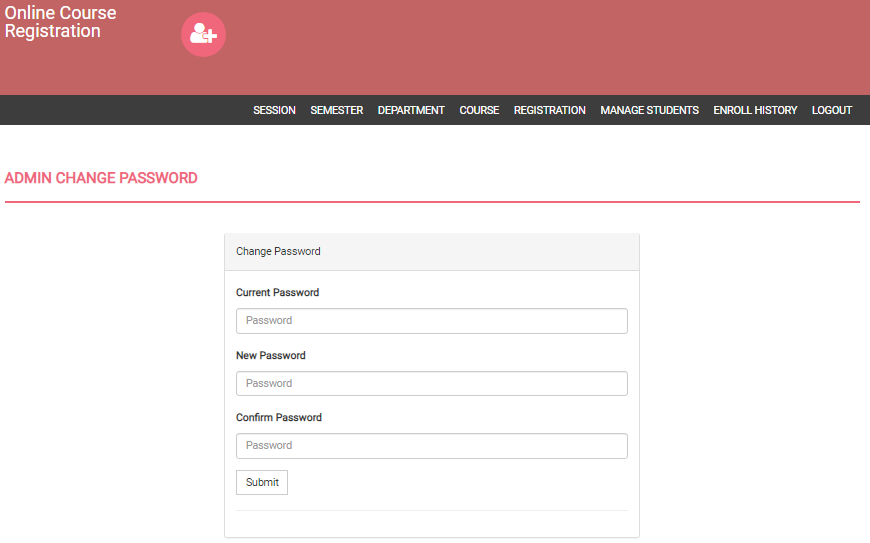 Online Course
Registration
SESSION SEMESTER DEPARTMENT COURSE REGISTRATION MANAGE STUDENTS ENROLL HISTORY LOGOUT
ADMIN CHANGE PASSWORD
Change Password
Current Password
Password
New Password
Password
Confirm Password
Password
Submit